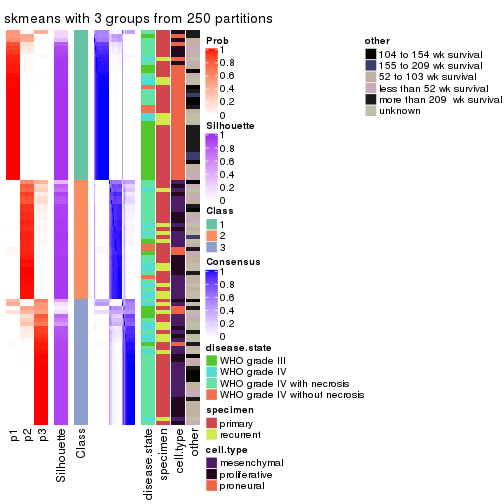 skmeans with 3 groups from 250 partitions
Prob
1
0.8
0.6
0.4
0.2
0
Silhouette
1
0.8
0.6
0.4
0.2
0
Class
1
2
3
Consensus
1
0.8
0.6
0.4
0.2
0
disease.state
WHO grade III
WHO grade IV
WHO grade IV with necrosis
WHO grade IV without necrosis
specimen
primary
recurrent
cell.type
mesenchymal
proliferative
proneural
other
104 to 154 wk survival
155 to 209 wk survival
52 to 103 wk survival
less than 52 wk survival
more than 209 wk survival
unknown
p1
p2
p3
Silhouette
Class
disease.state
specimen
cell.type
other